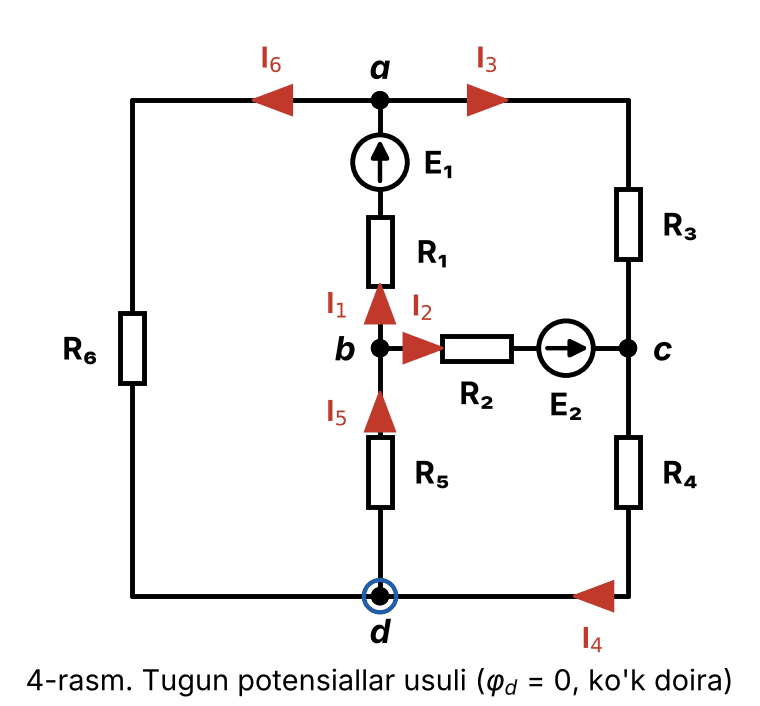 I₆
a
I₃
E₁
R₁
R₃
I₁
I₂
b
c
R₆
R₂
E₂
I₅
R₅
R₄
d
I₄
4-rasm. Tugun potensiallar usuli (φ_d = 0, ko'k doira)